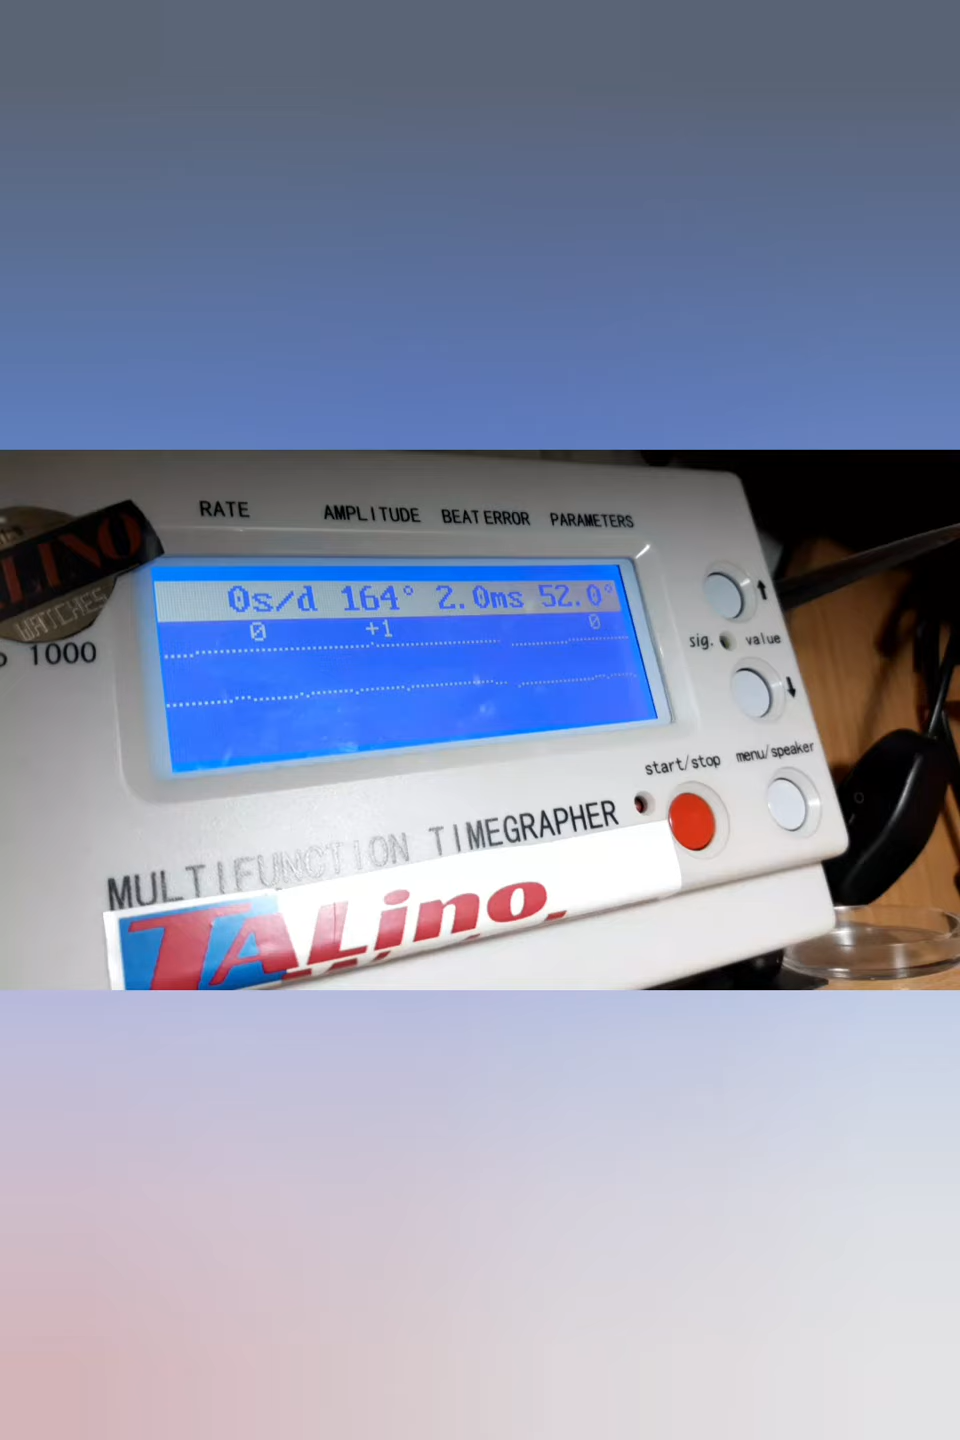 RATE AMPLITUDE BEAT ERROR PARAMETERS
0s/d 164° 2.0ms 52.0°
0 +1 0
LINO
WATCHES
1000
sig. value
start/stop menu/speaker
MULTIFUNCTION TIMEGRAPHER
TALino